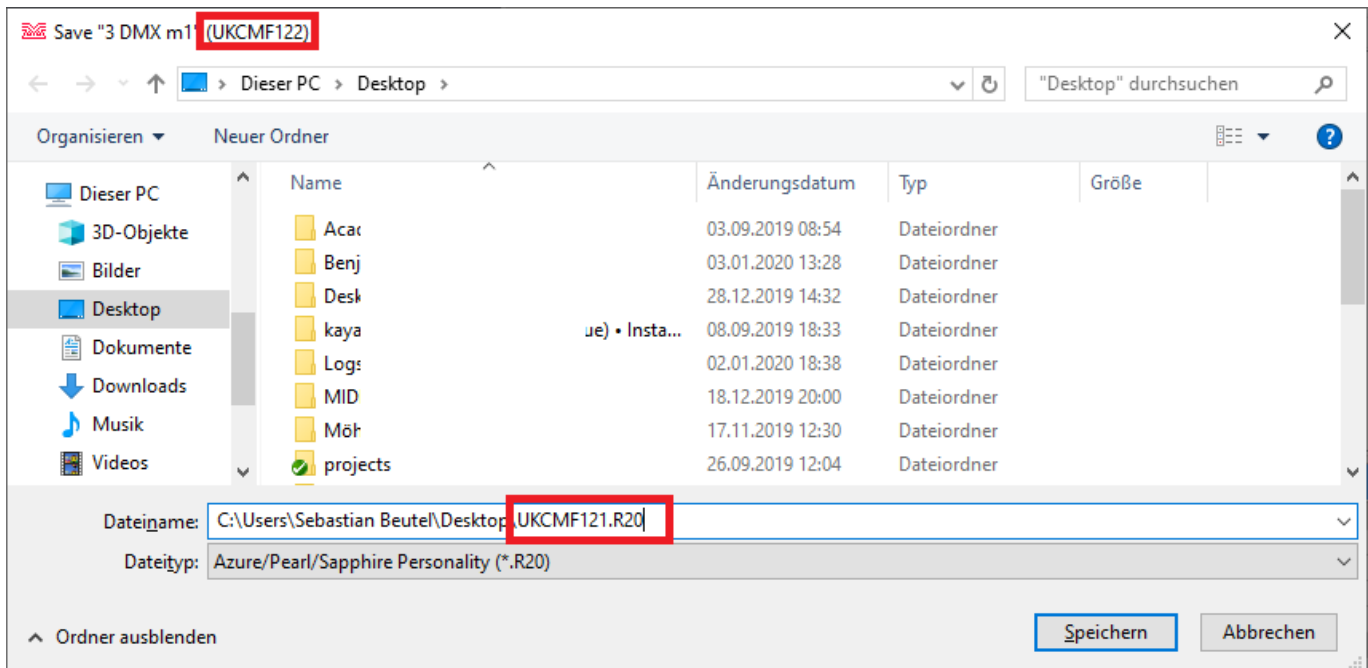 Save "3 DMX m1" (UKCMF122)
Dieser PC > Desktop >
"Desktop" durchsuchen
Organisieren Neuer Ordner
Name Änderungsdatum Typ Größe
Dieser PC
3D-Objekte
Bilder
Desktop
Dokumente
Downloads
Musik
Videos
Acad 03.09.2019 08:54 Dateiordner
Benj 03.01.2020 13:28 Dateiordner
Desk 28.12.2019 14:32 Dateiordner
kaya ue) • Insta... 08.09.2019 18:33 Dateiordner
Logs 02.01.2020 18:38 Dateiordner
MID 18.12.2019 20:00 Dateiordner
Möh 17.11.2019 12:30 Dateiordner
projects 26.09.2019 12:04 Dateiordner
Dateiname: C:\Users\Sebastian Beutel\Desktop\UKCMF121.R20
Dateityp: Azure/Pearl/Sapphire Personality (*.R20)
Ordner ausblenden
Speichern Abbrechen